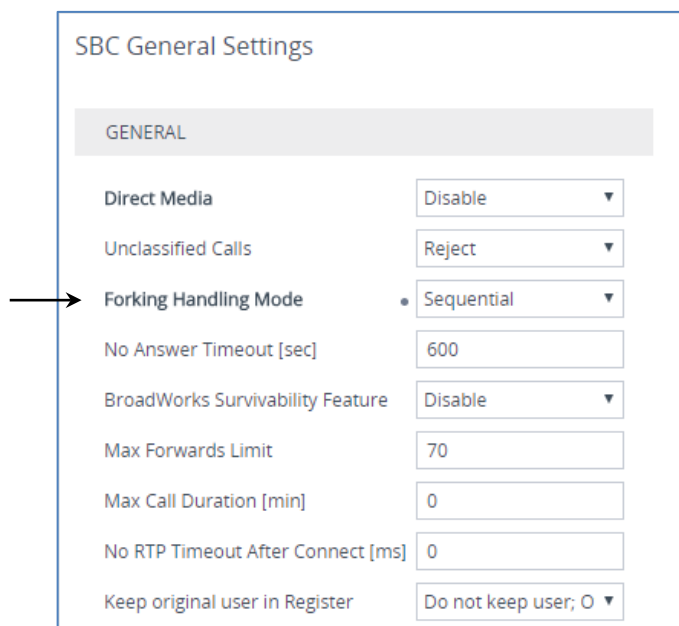 SBC General Settings
GENERAL
Direct Media Disable
Unclassified Calls Reject
Forking Handling Mode Sequential
No Answer Timeout [sec] 600
BroadWorks Survivability Feature Disable
Max Forwards Limit 70
Max Call Duration [min] 0
No RTP Timeout After Connect [ms] 0
Keep original user in Register Do not keep user; O